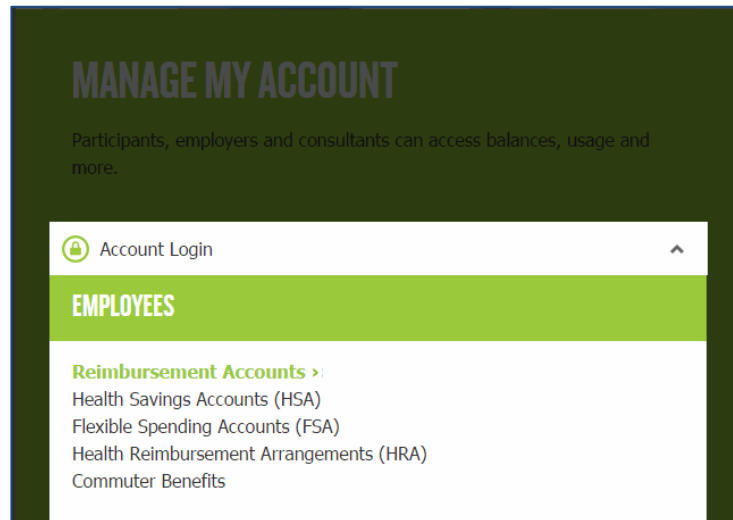 MANAGE MY ACCOUNT
Participants, employers and consultants can access balances, usage and
more.
Account Login
EMPLOYEES
Reimbursement Accounts ›
Health Savings Accounts (HSA)
Flexible Spending Accounts (FSA)
Health Reimbursement Arrangements (HRA)
Commuter Benefits